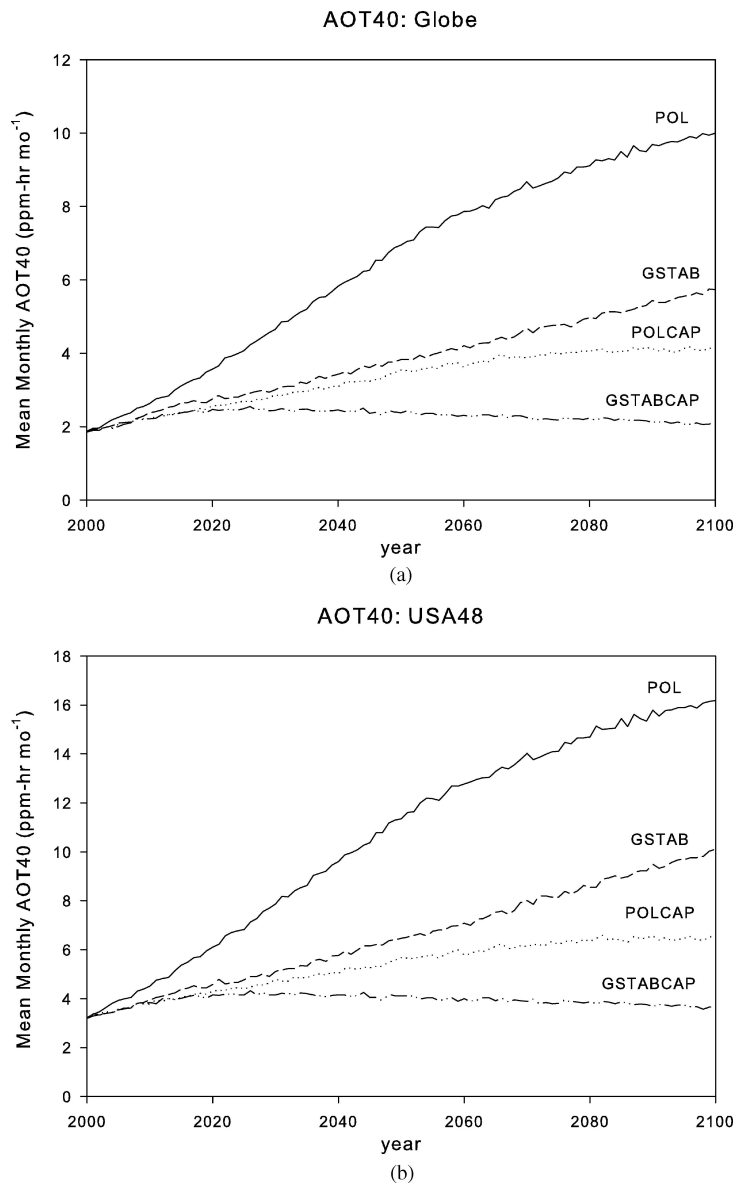 AOT40: Globe
Mean Monthly AOT40 (ppm-hr mo⁻¹)
12
10
8
6
4
2
0
POL
GSTAB
POLCAP
GSTABCAP
2000 2020 2040 2060 2080 2100
year
(a)
AOT40: USA48
Mean Monthly AOT40 (ppm-hr mo⁻¹)
18
16
14
12
10
8
6
4
2
0
POL
GSTAB
POLCAP
GSTABCAP
2000 2020 2040 2060 2080 2100
year
(b)